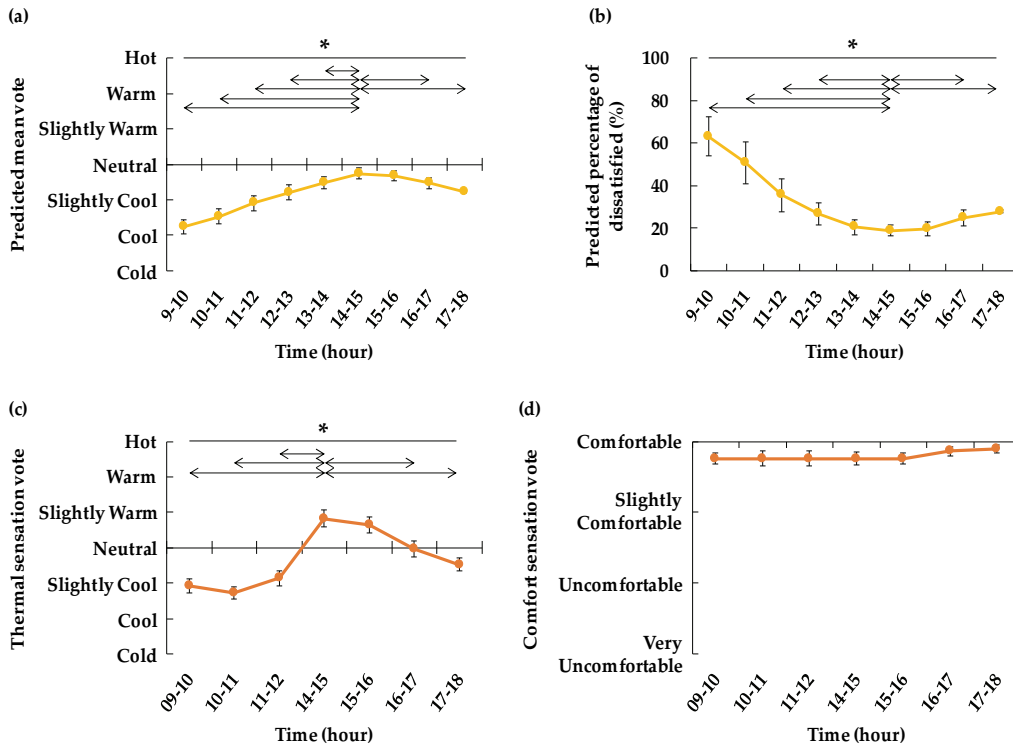 (a)
*
Hot
Warm
Slightly Warm
Neutral
Slightly Cool
Cool
Cold
Predicted mean vote
9-10
10-11
11-12
12-13
13-14
14-15
15-16
16-17
17-18
Time (hour)
(b)
*
100
80
60
40
20
0
Predicted percentage of
dissatisfied (%)
9-10
10-11
11-12
12-13
13-14
14-15
15-16
16-17
17-18
Time (hour)
(c)
*
Hot
Warm
Slightly Warm
Neutral
Slightly Cool
Cool
Cold
Thermal sensation vote
09-10
10-11
11-12
14-15
15-16
16-17
17-18
Time (hour)
(d)
Comfortable
Slightly
Comfortable
Uncomfortable
Very
Uncomfortable
Comfort sensation vote
09-10
10-11
11-12
14-15
15-16
16-17
17-18
Time (hour)